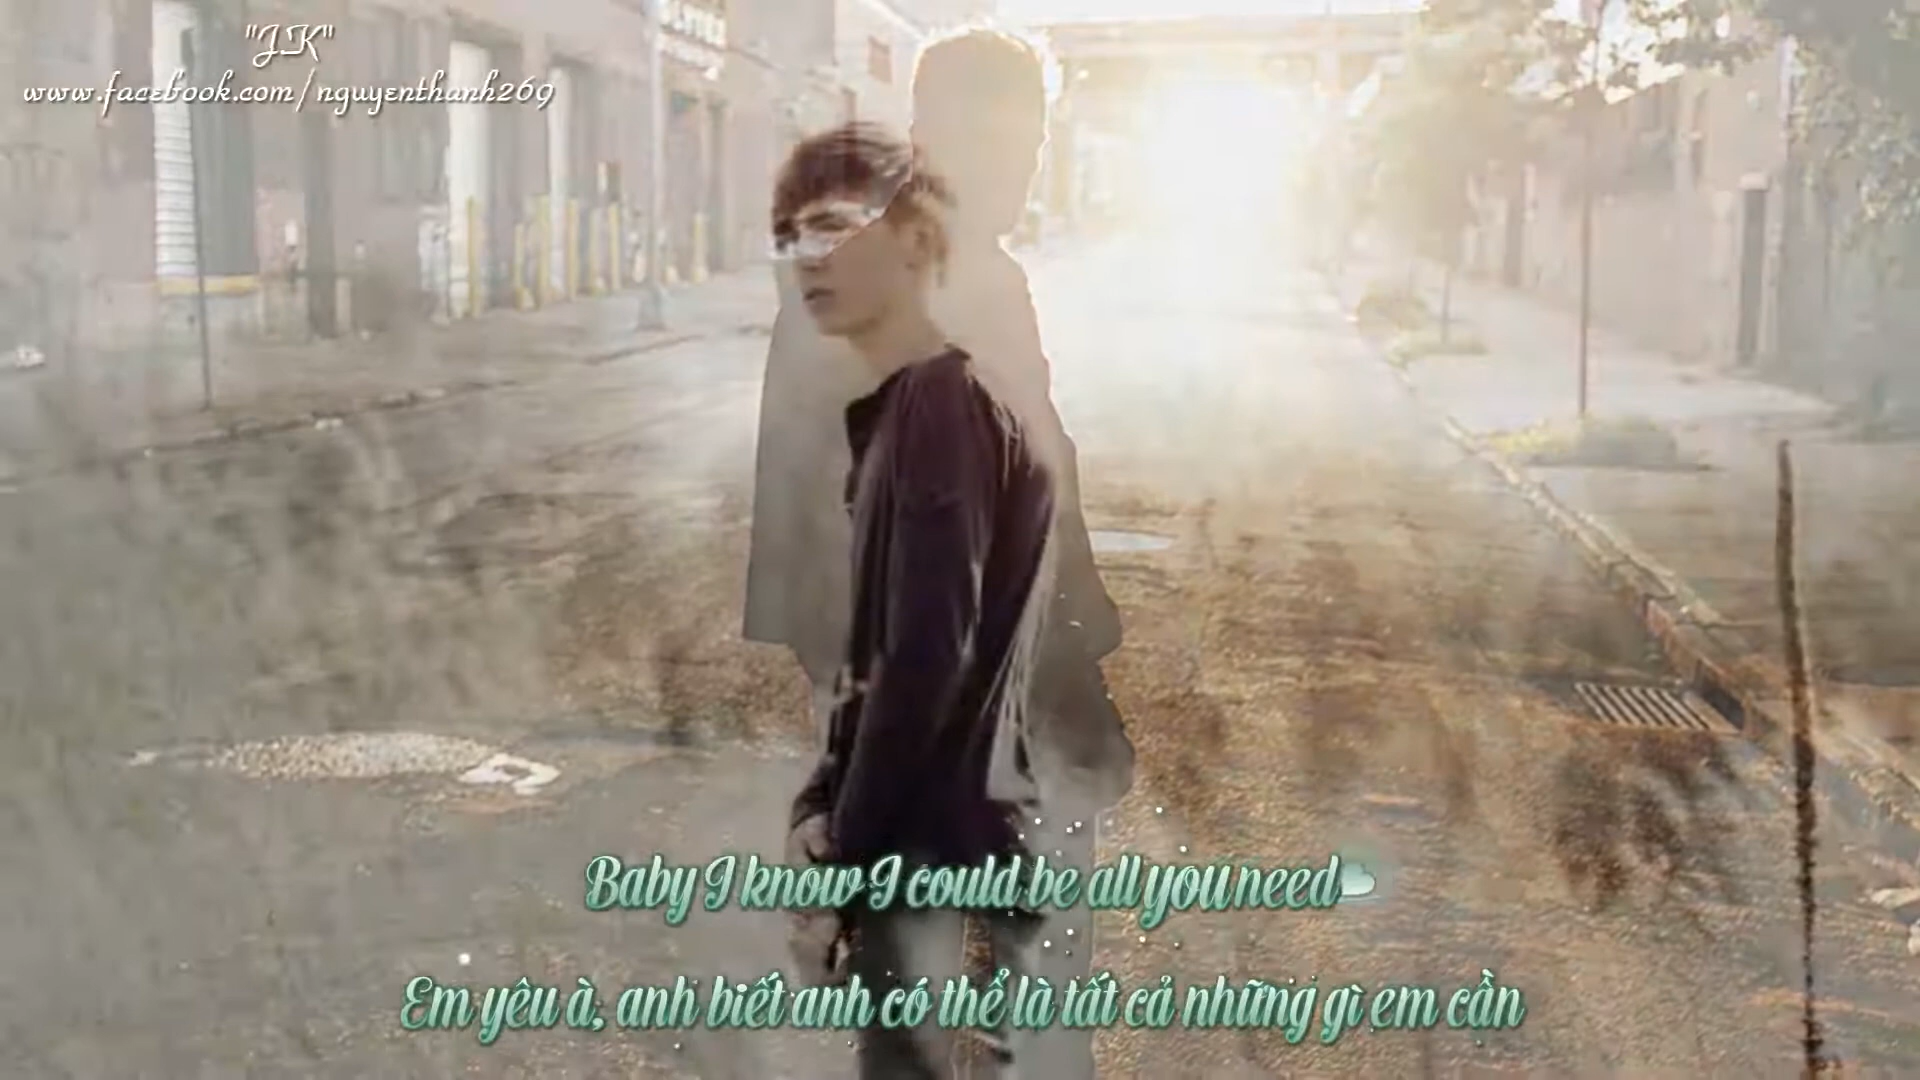 "J.K"
www.facebook.com/nguyenthanh269
Baby I know I could be all you need
Em yêu à, anh biết anh có thể là tất cả những gì em cần